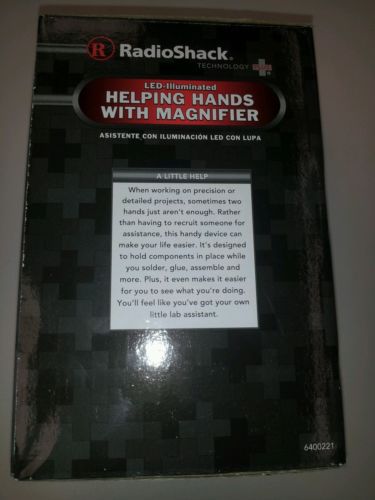 R RadioShack®
TECHNOLOGY PLUS®
LED-Illuminated
HELPING HANDS
WITH MAGNIFIER
ASISTENTE CON ILUMINACIÓN LED CON LUPA
A LITTLE HELP
When working on precision or
detailed projects, sometimes two
hands just aren't enough. Rather
than having to recruit someone for
assistance, this handy device can
make your life easier. It's designed
to hold components in place while
you solder, glue, assemble and
more. Plus, it even makes it easier
for you to see what you're doing.
You'll feel like you've got your own
little lab assistant.
6400221